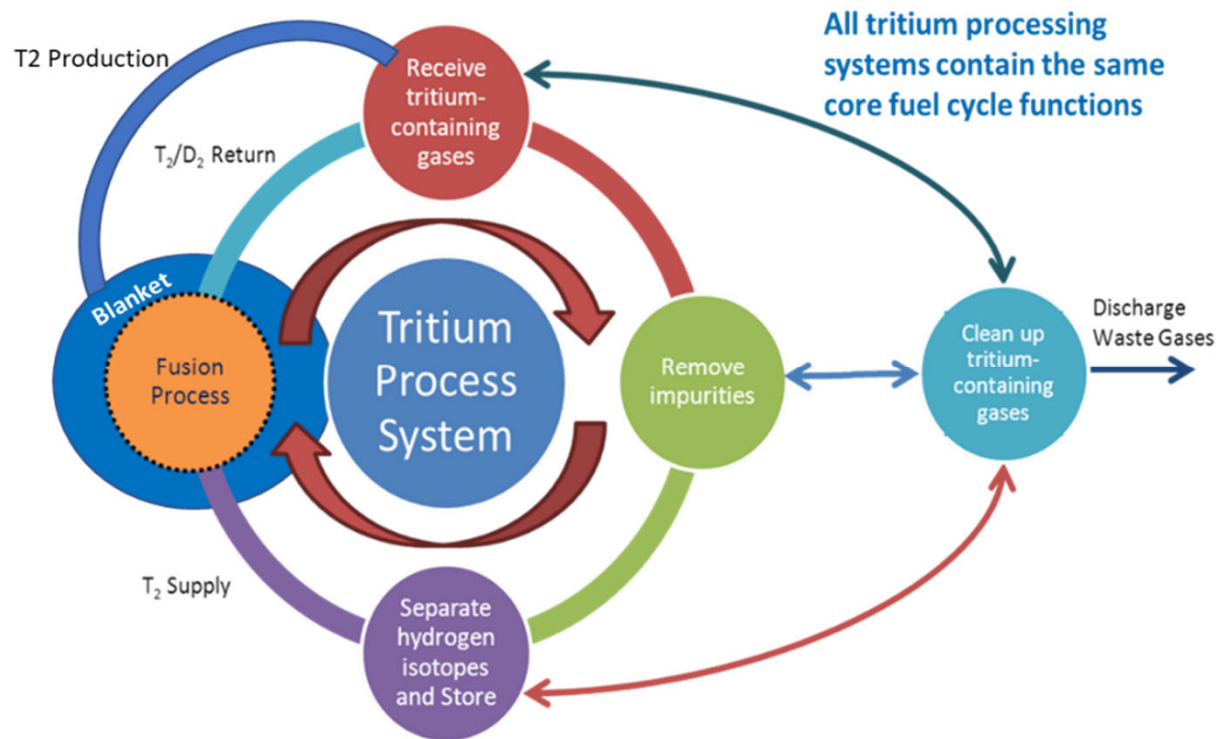 All tritium processing
systems contain the same
core fuel cycle functions
T2 Production
Receive
tritium-
containing
gases
T₂/D₂ Return
Blanket
Fusion
Process
Tritium
Process
System
Remove
impurities
Clean up
tritium-
containing
gases
Discharge
Waste Gases
T₂ Supply
Separate
hydrogen
isotopes
and Store